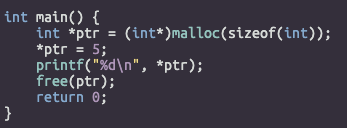 int main() {
    int *ptr = (int*)malloc(sizeof(int));
    *ptr = 5;
    printf("%d\n", *ptr);
    free(ptr);
    return 0;
}